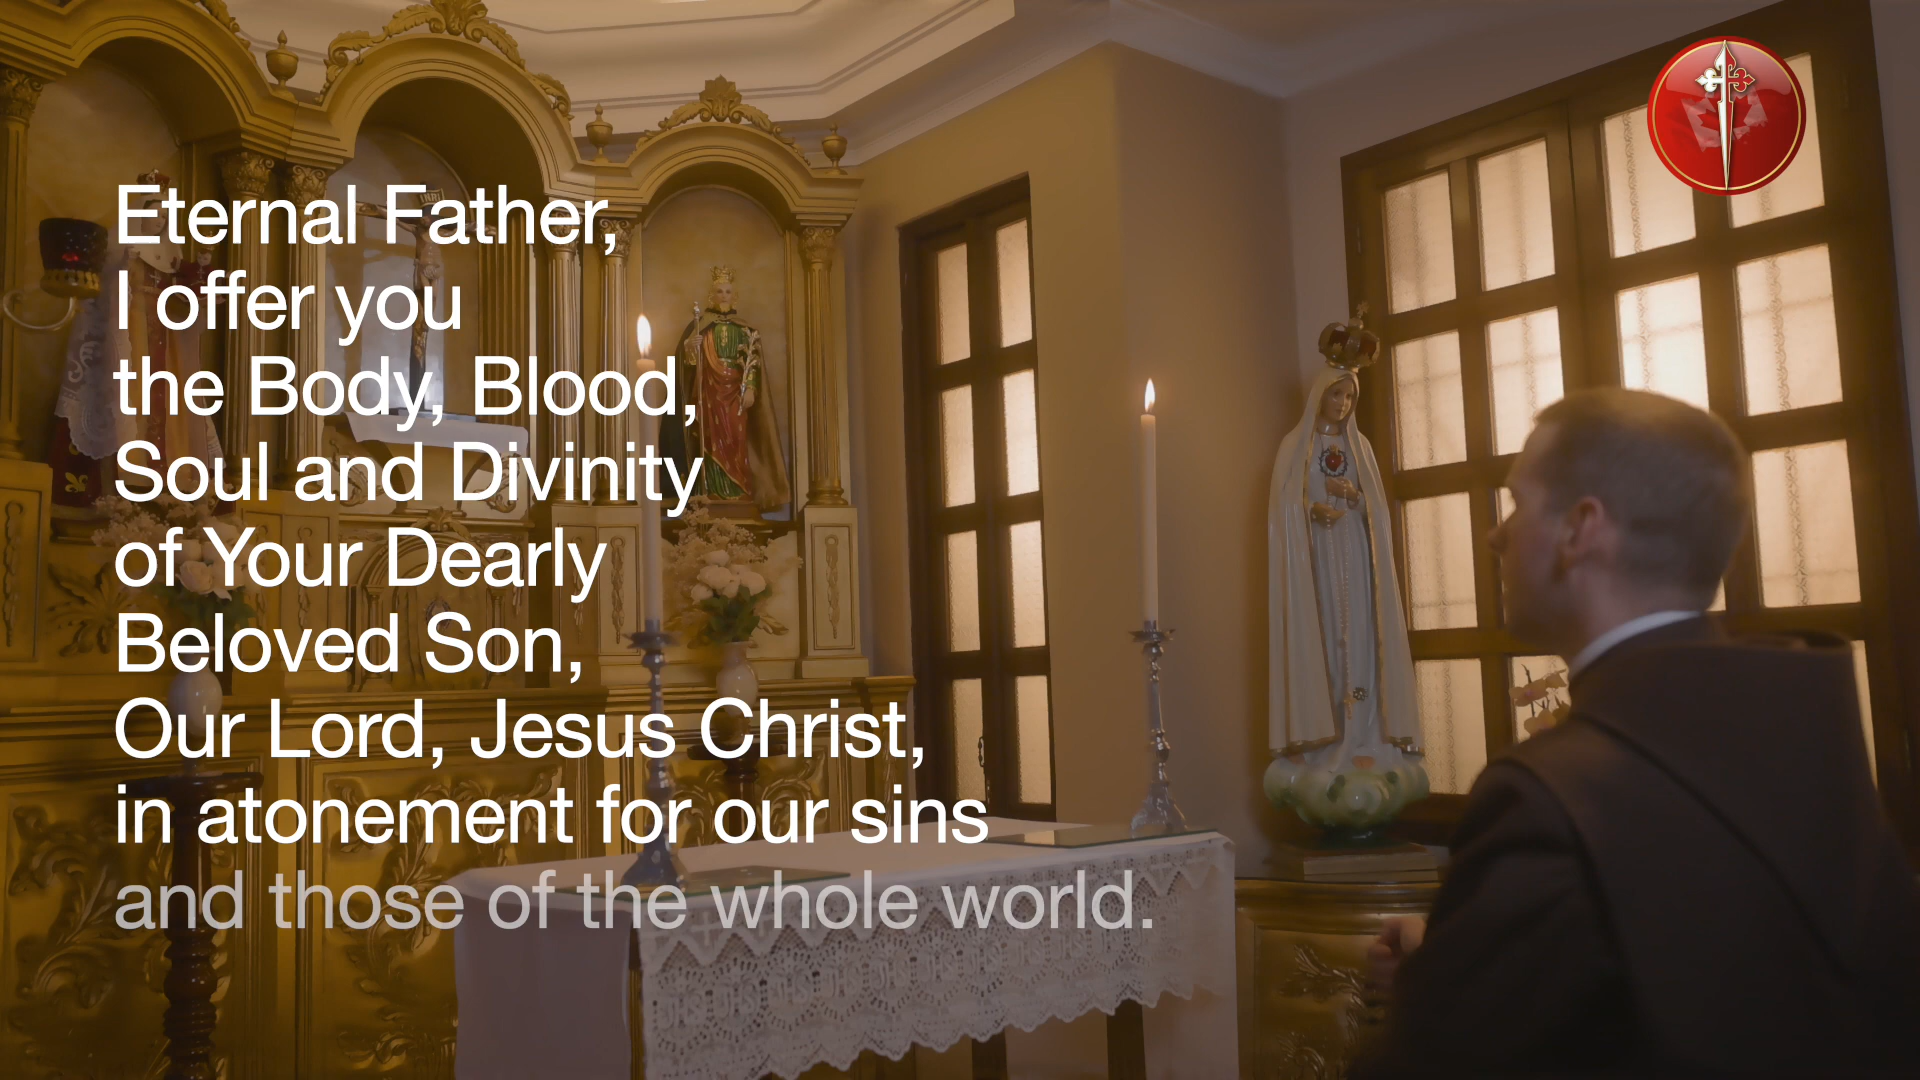 Eternal Father,
I offer you
the Body, Blood,
Soul and Divinity
of Your Dearly
Beloved Son,
Our Lord, Jesus Christ,
in atonement for our sins
and those of the whole world.